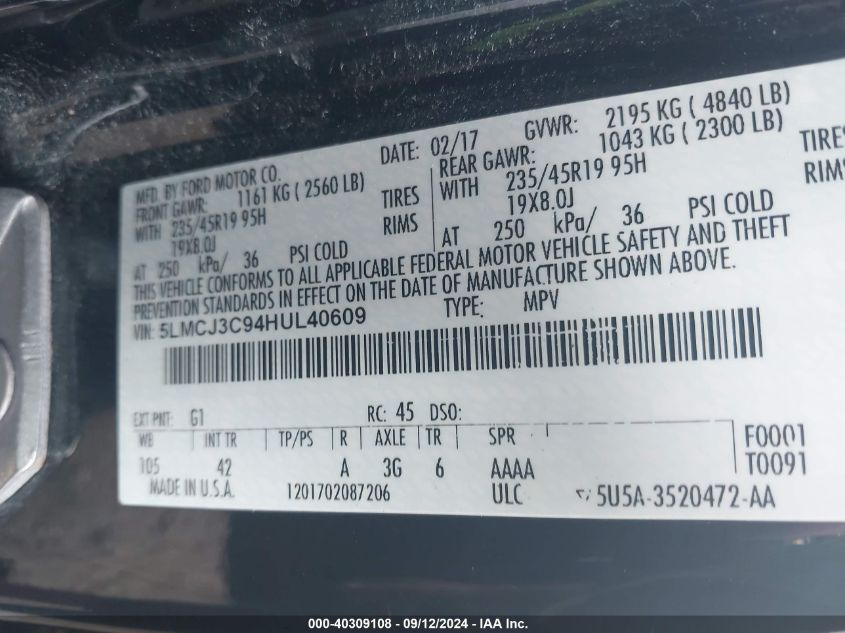 MFD. BY FORD MOTOR CO.
DATE: 02/17 GVWR: 2195 KG ( 4840 LB)
FRONT GAWR: 1161 KG ( 2560 LB)
REAR GAWR: 1043 KG ( 2300 LB)
WITH 235/45R19 95H TIRES
WITH 235/45R19 95H TIRES
19X8.0J RIMS
19X8.0J RIMS
AT 250 kPa/ 36 PSI COLD
AT 250 kPa/ 36 PSI COLD
THIS VEHICLE CONFORMS TO ALL APPLICABLE FEDERAL MOTOR VEHICLE SAFETY AND THEFT
PREVENTION STANDARDS IN EFFECT ON THE DATE OF MANUFACTURE SHOWN ABOVE.
VIN: 5LMCJ3C94HUL40609 TYPE: MPV
EXT PNT: G1 RC: 45 DSO:
WB INT TR TP/PS R AXLE TR SPR
F0001
105 42 A 3G 6 AAAA
T0091
MADE IN U.S.A. 1201702087206 ULC 5U5A-3520472-AA
000-40309108 - 09/12/2024 - IAA Inc.